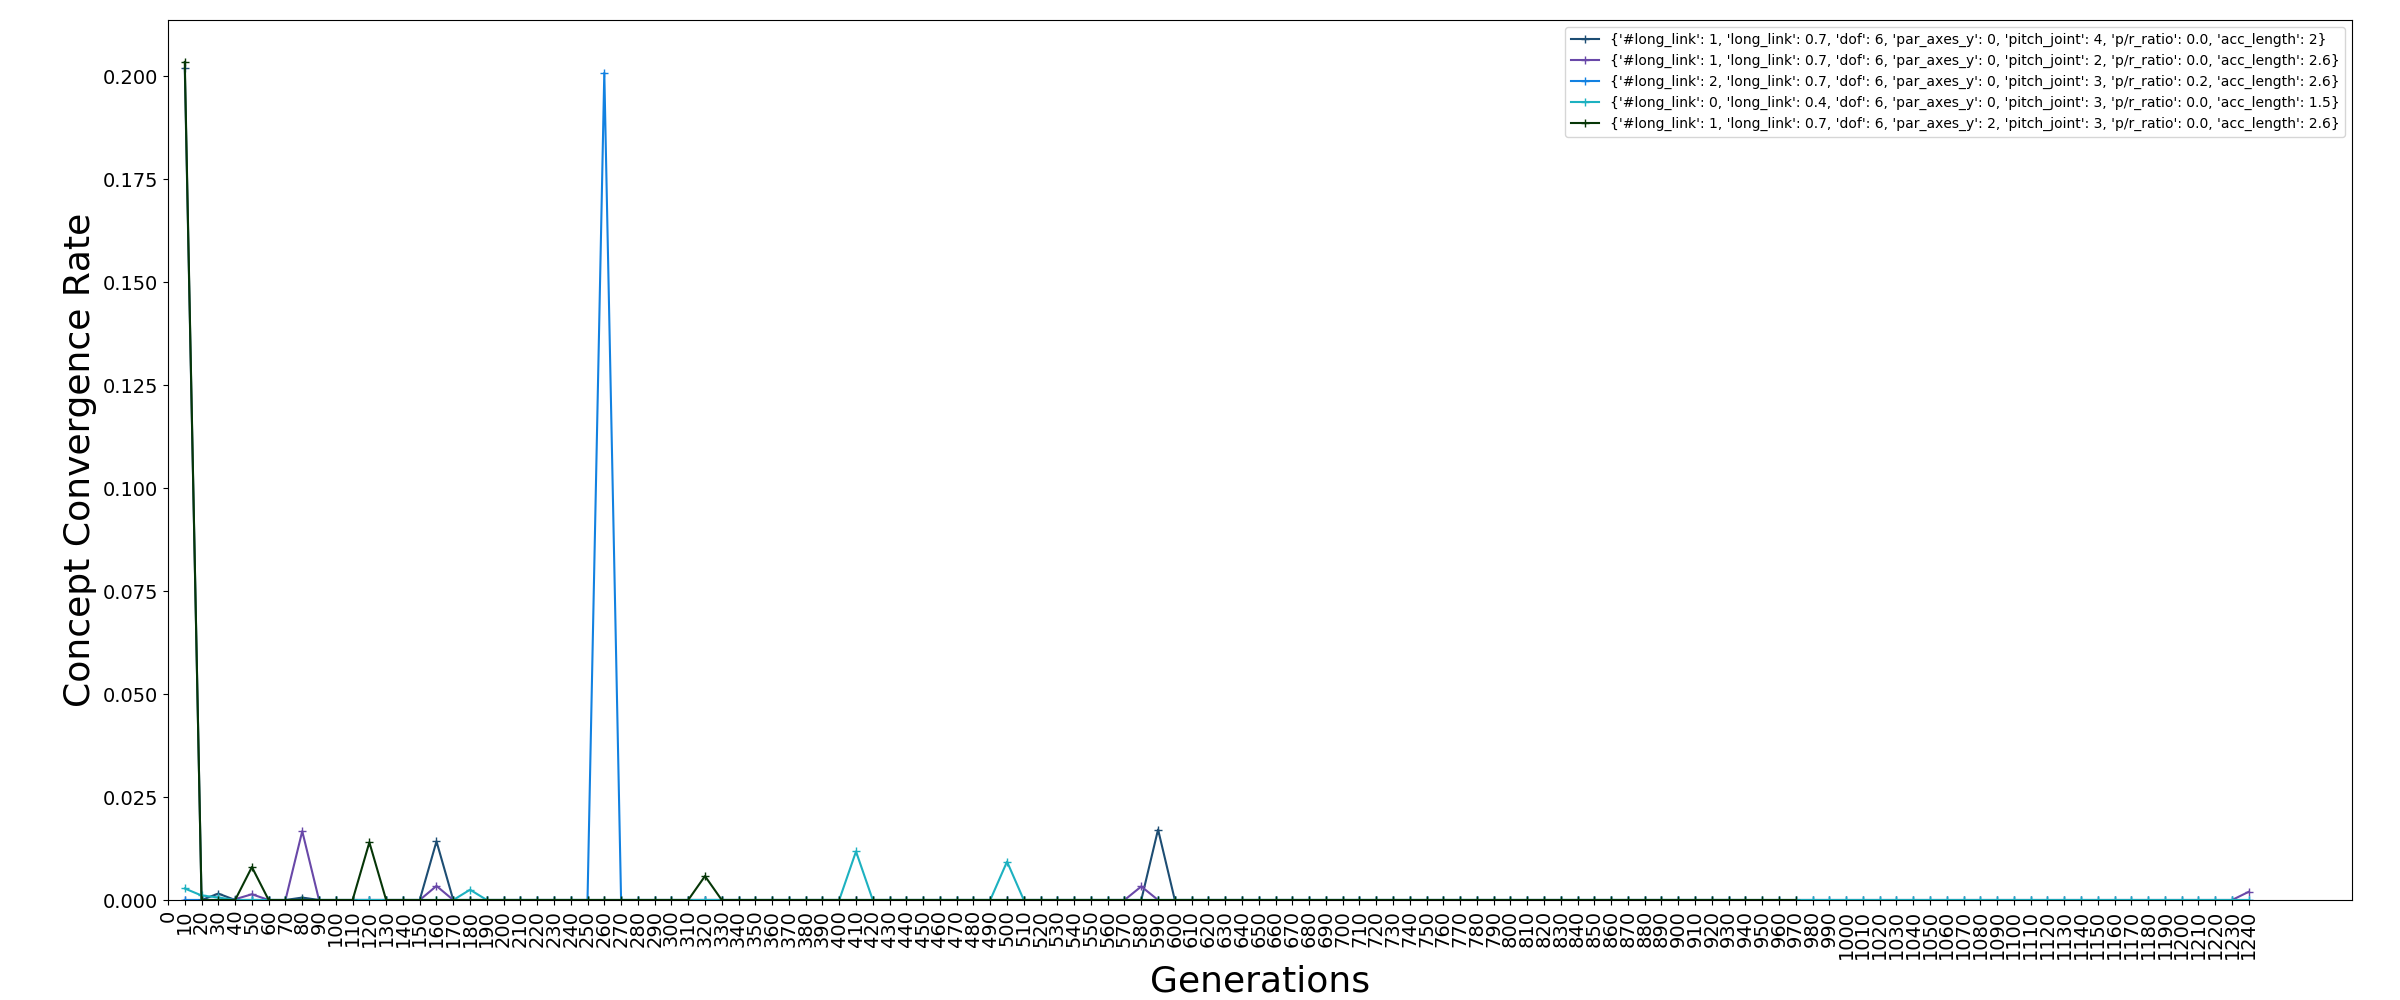 {'#long_link': 1, 'long_link': 0.7, 'dof': 6, 'par_axes_y': 0, 'pitch_joint': 4, 'p/r_ratio': 0.0, 'acc_length': 2}
{'#long_link': 1, 'long_link': 0.7, 'dof': 6, 'par_axes_y': 0, 'pitch_joint': 2, 'p/r_ratio': 0.0, 'acc_length': 2.6}
{'#long_link': 2, 'long_link': 0.7, 'dof': 6, 'par_axes_y': 0, 'pitch_joint': 3, 'p/r_ratio': 0.2, 'acc_length': 2.6}
{'#long_link': 0, 'long_link': 0.4, 'dof': 6, 'par_axes_y': 0, 'pitch_joint': 3, 'p/r_ratio': 0.0, 'acc_length': 1.5}
{'#long_link': 1, 'long_link': 0.7, 'dof': 6, 'par_axes_y': 2, 'pitch_joint': 3, 'p/r_ratio': 0.0, 'acc_length': 2.6}
Concept Convergence Rate
0.200
0.175
0.150
0.125
0.100
0.075
0.050
0.025
0.000
0 10 20 30 40 50 60 70 80 90 100 110 120 130 140 150 160 170 180 190 200 210 220 230 240 250 260 270 280 290 300 310 320 330 340 350 360 370 380 390 400 410 420 430 440 450 460 470 480 490 500 510 520 530 540 550 560 570 580 590 600 610 620 630 640 650 660 670 680 690 700 710 720 730 740 750 760 770 780 790 800 810 820 830 840 850 860 870 880 890 900 910 920 930 940 950 960 970 980 990 1000 1010 1020 1030 1040 1050 1060 1070 1080 1090 1100 1110 1120 1130 1140 1150 1160 1170 1180 1190 1200 1210 1220 1230 1240
Generations